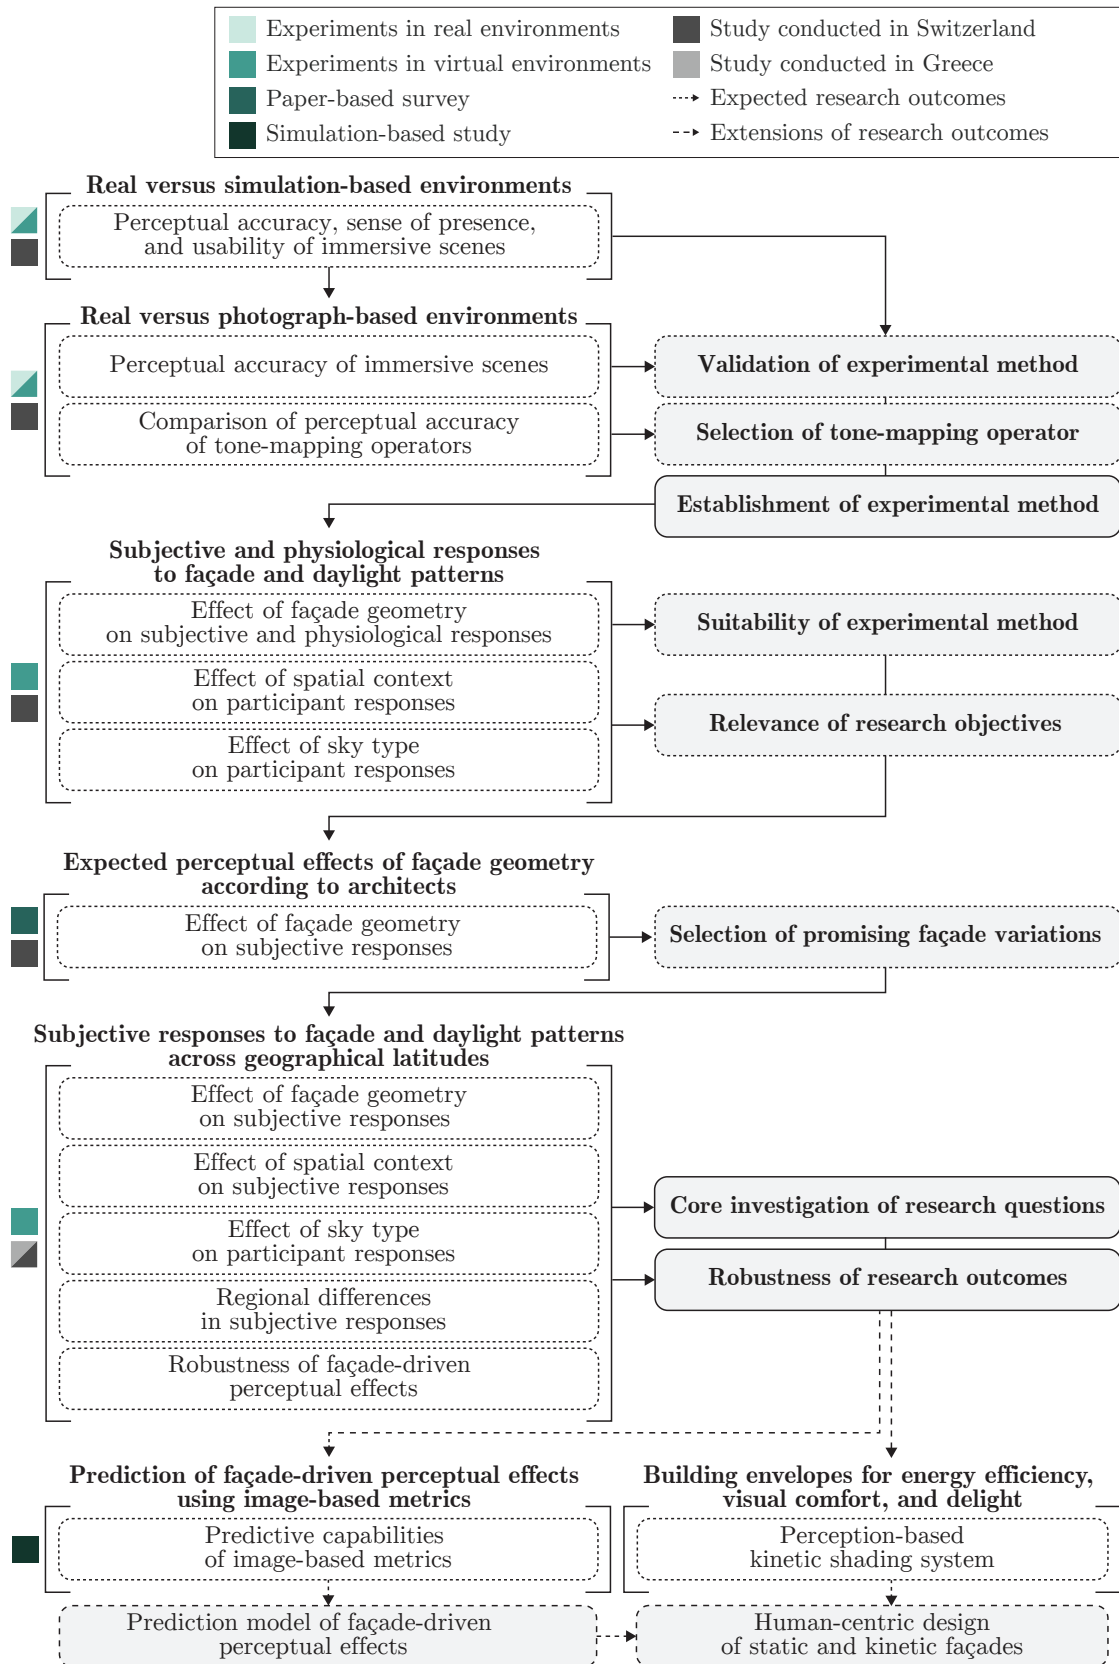 Experiments in real environments
Experiments in virtual environments
Paper-based survey
Simulation-based study
Study conducted in Switzerland
Study conducted in Greece
Expected research outcomes
Extensions of research outcomes
Real versus simulation-based environments
Perceptual accuracy, sense of presence,
and usability of immersive scenes
Real versus photograph-based environments
Perceptual accuracy of immersive scenes
Validation of experimental method
Comparison of perceptual accuracy
of tone-mapping operators
Selection of tone-mapping operator
Establishment of experimental method
Subjective and physiological responses
to façade and daylight patterns
Effect of façade geometry
on subjective and physiological responses
Suitability of experimental method
Effect of spatial context
on participant responses
Relevance of research objectives
Effect of sky type
on participant responses
Expected perceptual effects of façade geometry
according to architects
Effect of façade geometry
on subjective responses
Selection of promising façade variations
Subjective responses to façade and daylight patterns
across geographical latitudes
Effect of façade geometry
on subjective responses
Effect of spatial context
on subjective responses
Core investigation of research questions
Effect of sky type
on participant responses
Robustness of research outcomes
Regional differences
in subjective responses
Robustness of façade-driven
perceptual effects
Prediction of façade-driven perceptual effects
using image-based metrics
Predictive capabilities
of image-based metrics
Prediction model of façade-driven
perceptual effects
Building envelopes for energy efficiency,
visual comfort, and delight
Perception-based
kinetic shading system
Human-centric design
of static and kinetic façades